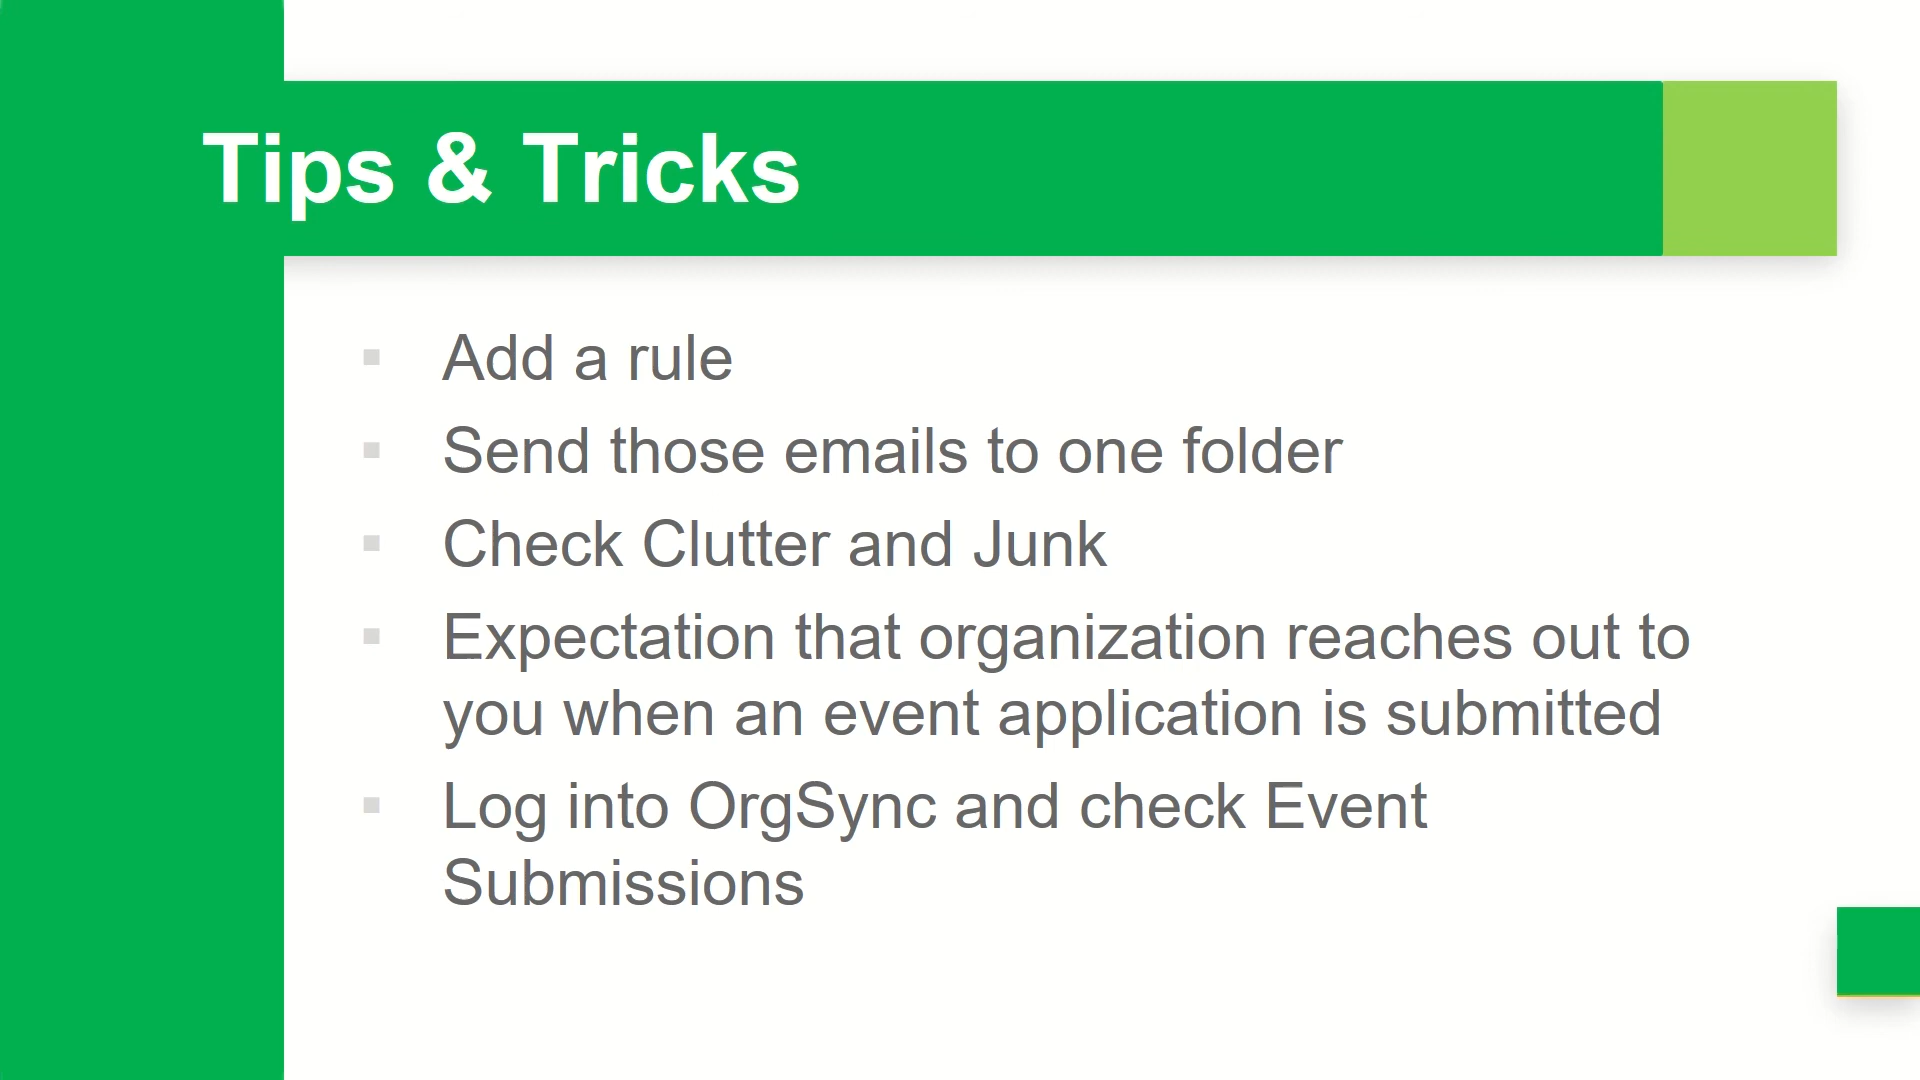 Tips & Tricks
Add a rule
Send those emails to one folder
Check Clutter and Junk
Expectation that organization reaches out to
you when an event application is submitted
Log into OrgSync and check Event
Submissions